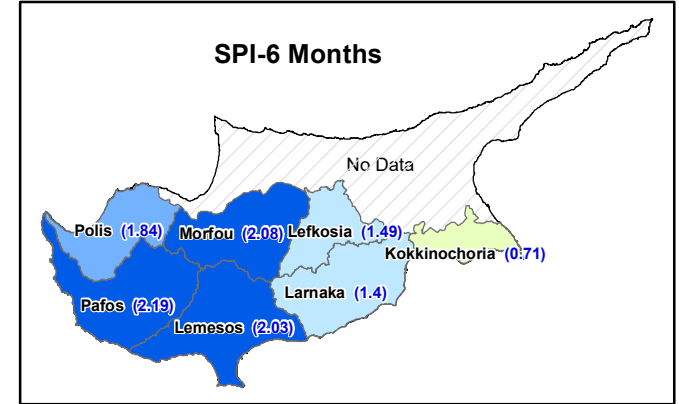 SPI-6 Months
No Data
Polis (1.84)
Morfou (2.08)
Lefkosia (1.49)
Kokkinochoria (0.71)
Larnaka (1.4)
Pafos (2.19)
Lemesos (2.03)